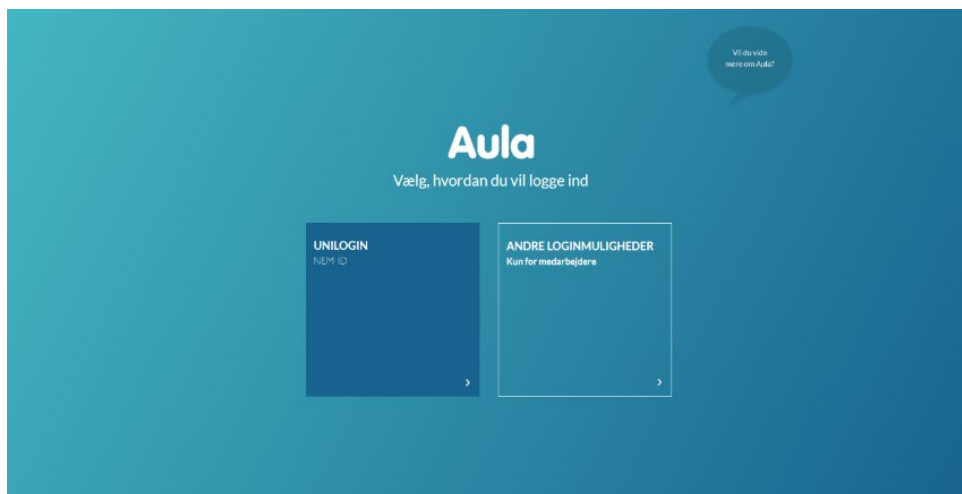 Vil du vide
mere om Aula?
Aula
Vælg, hvordan du vil logge ind
UNILOGIN
NEM ID
ANDRE LOGINMULIGHEDER
Kun for medarbejdere